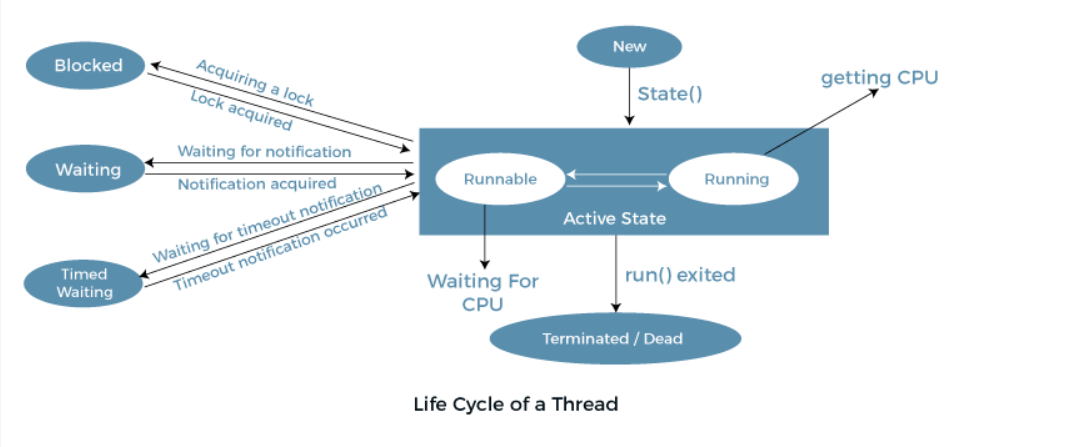 New
Blocked
Acquiring a lock
Lock acquired
State()
getting CPU
Waiting
Waiting for notification
Notification acquired
Runnable
Running
Active State
Waiting for timeout notification
Timeout notification occurred
Timed
Waiting
Waiting For
CPU
run() exited
Terminated / Dead
Life Cycle of a Thread